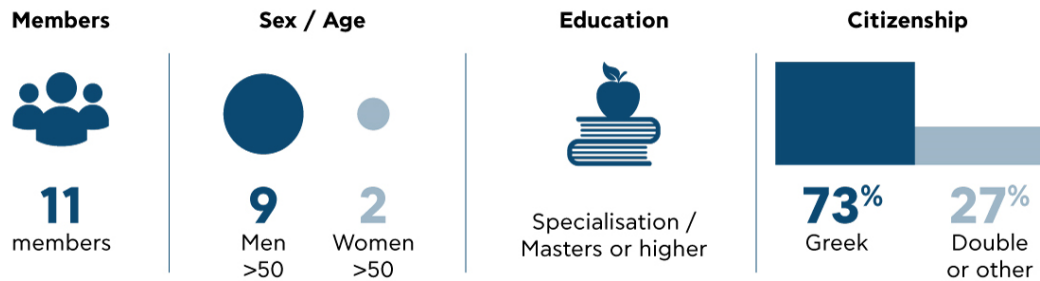 Members
11
members
Sex / Age
9
Men
>50
2
Women
>50
Education
Specialisation /
Masters or higher
Citizenship
73%
Greek
27%
Double
or other